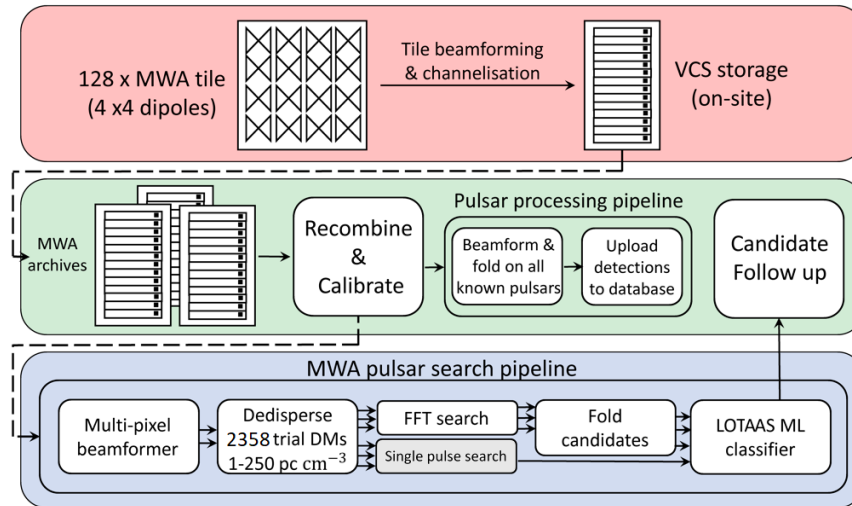 128 x MWA tile
(4 x4 dipoles)
Tile beamforming
& channelisation
VCS storage
(on-site)
MWA
archives
Recombine
&
Calibrate
Pulsar processing pipeline
Beamform &
fold on all
known pulsars
Upload
detections
to database
Candidate
Follow up
MWA pulsar search pipeline
Multi-pixel
beamformer
Dedisperse
2358 trial DMs
1-250 pc cm⁻³
FFT search
Single pulse search
Fold
candidates
LOTAAS ML
classifier